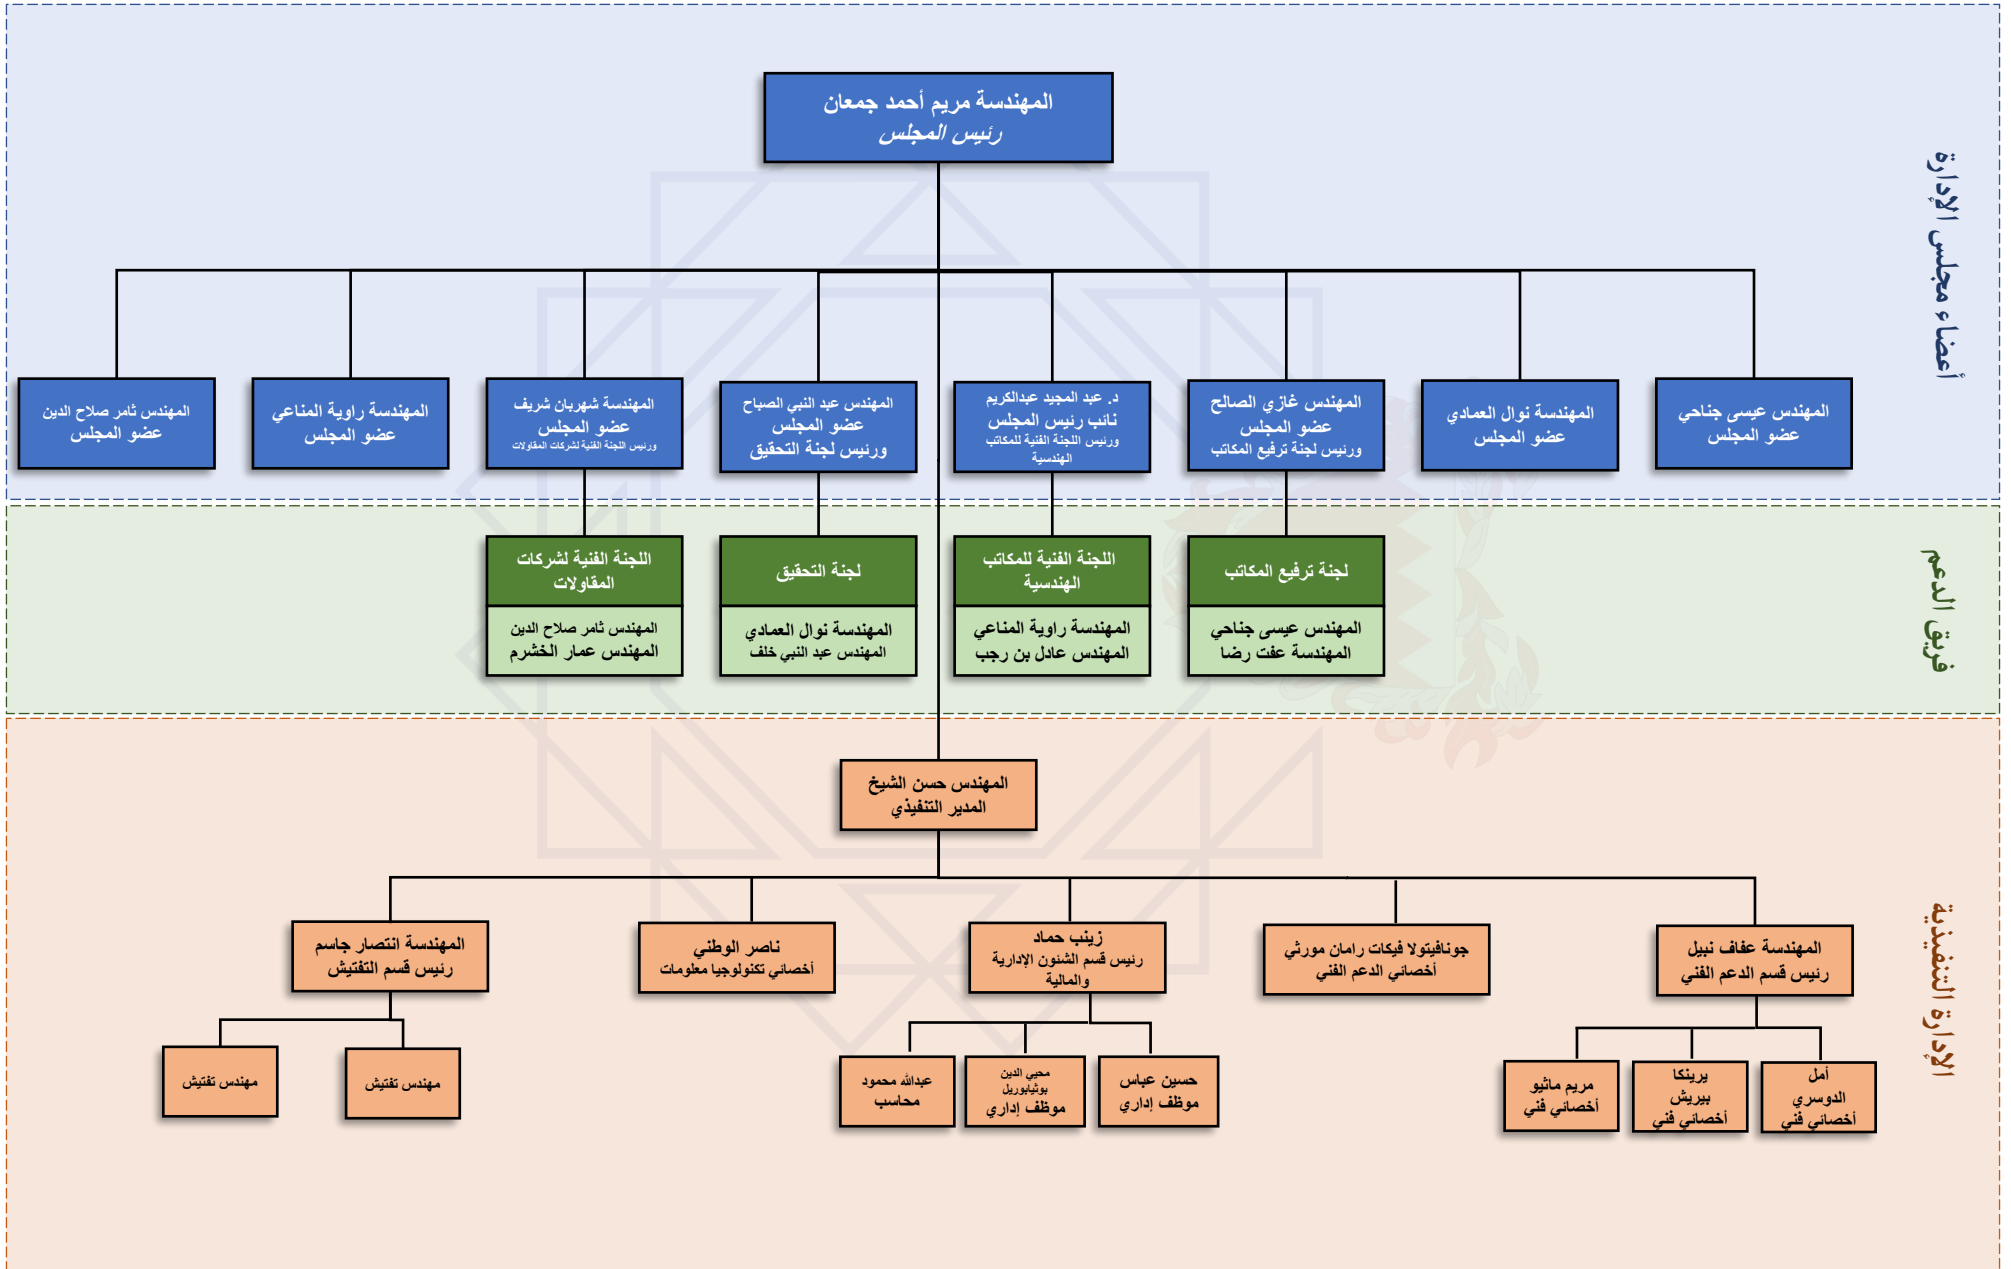 المهندسة مريم أحمد جمعان
رئيس المجلس
أعضاء مجلس الإدارة
المهندس عيسى جناحي
عضو المجلس
المهندسة نوال العمادي
عضو المجلس
المهندس غازي الصالح
عضو المجلس
ورئيس لجنة ترفيع المكاتب
د. عبد المجيد عبدالكريم
نائب رئيس المجلس
ورئيس اللجنة الفنية للمكاتب
الهندسية
المهندس عبد النبي الصباح
عضو المجلس
ورئيس لجنة التحقيق
المهندسة شهربان شريف
عضو المجلس
ورئيس اللجنة الفنية لشركات المقاولات
المهندسة راوية المناعي
عضو المجلس
المهندس ثامر صلاح الدين
عضو المجلس
فريق الدعم
لجنة ترفيع المكاتب
المهندس عيسى جناحي
المهندسة عفت رضا
اللجنة الفنية للمكاتب
الهندسية
المهندسة راوية المناعي
المهندس عادل بن رجب
لجنة التحقيق
المهندسة نوال العمادي
المهندس عبد النبي خلف
اللجنة الفنية لشركات
المقاولات
المهندس ثامر صلاح الدين
المهندس عمار الخشرم
الإدارة التنفيذية
المهندس حسن الشيخ
المدير التنفيذي
المهندسة عفاف نبيل
رئيس قسم الدعم الفني
جونافيتولا فيكات رامان مورثي
أخصائي الدعم الفني
زينب حماد
رئيس قسم الشئون الإدارية
والمالية
ناصر الوطني
أخصائي تكنولوجيا معلومات
المهندسة انتصار جاسم
رئيس قسم التفتيش
أمل
الدوسري
أخصائي فني
يرينكا
بيريش
أخصائي فني
مريم ماثيو
أخصائي فني
حسين عباس
موظف إداري
محيي الدين
بوثيابوريل
موظف إداري
عبدالله محمود
محاسب
مهندس تفتيش
مهندس تفتيش